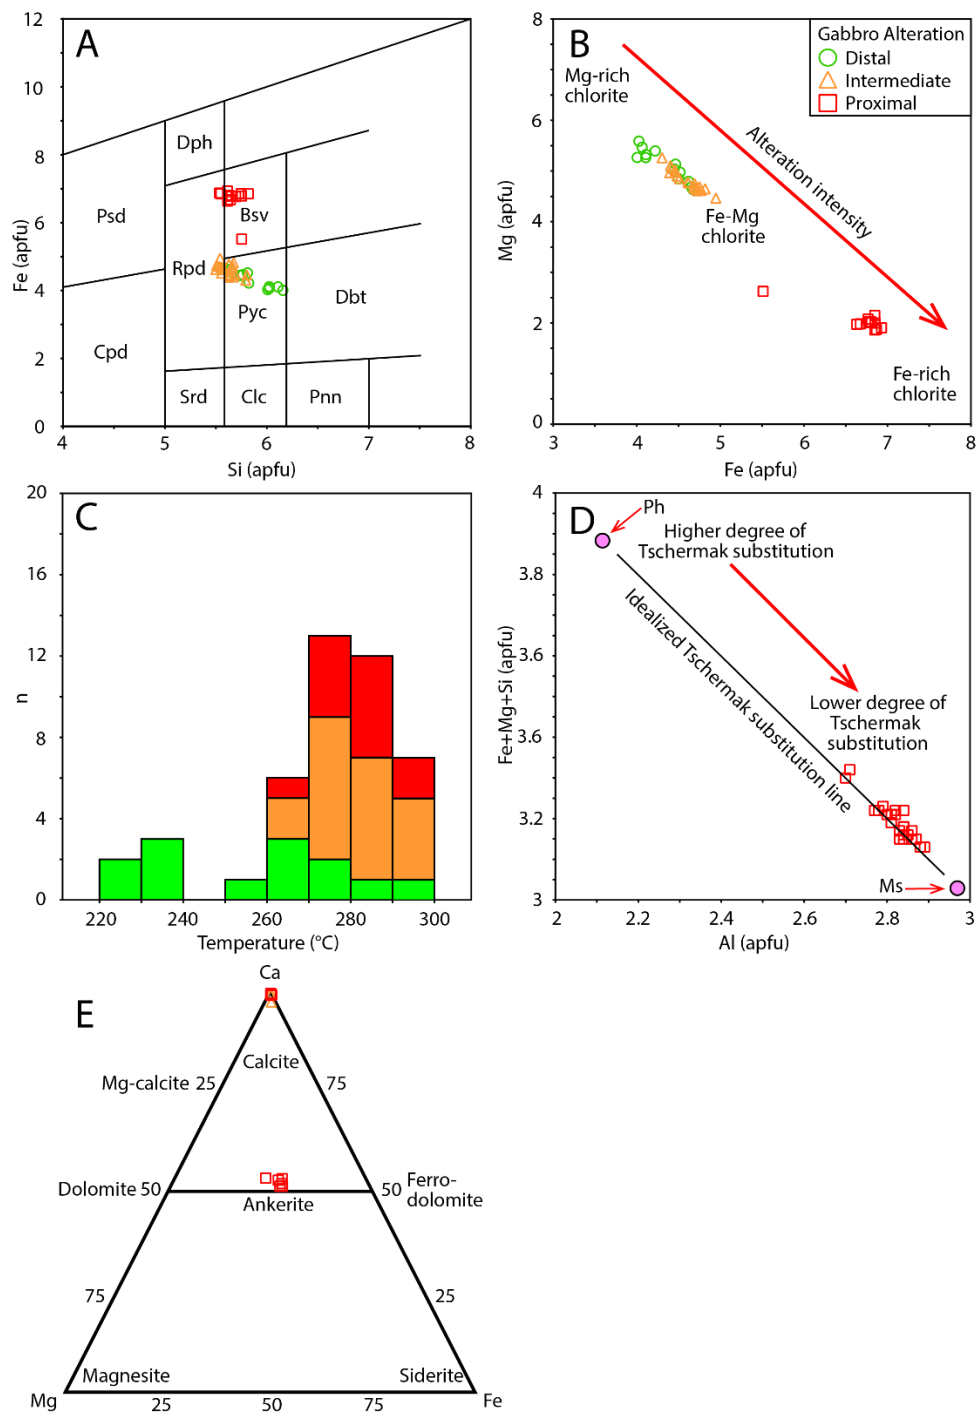 A
12
10
8
6
4
2
0
Fe (apfu)
Dph
Psd
Bsv
Rpd
Dbt
Pyc
Cpd
Srd
Clc
Pnn
4
5
6
7
8
Si (apfu)
B
8
6
4
2
0
Mg (apfu)
Gabbro Alteration
Distal
Intermediate
Proximal
Mg-rich
chlorite
Alteration intensity
Fe-Mg
chlorite
Fe-rich
chlorite
3
4
5
6
7
8
Fe (apfu)
C
20
16
12
8
4
0
n
220
240
260
280
300
Temperature (°C)
D
4
3.8
3.6
3.6
3.2
3
Fe+Mg+Si (apfu)
Ph
Higher degree of
Tschermak substitution
Idealized Tschermak substitution line
Lower degree of
Tschermak
substitution
Ms
2
2.2
2.4
2.6
2.8
3
Al (apfu)
E
Ca
Calcite
Mg-calcite 25
75
Dolomite 50
50 Ferro-
dolomite
Ankerite
75
25
Magnesite
Siderite
Mg
25
50
75
Fe